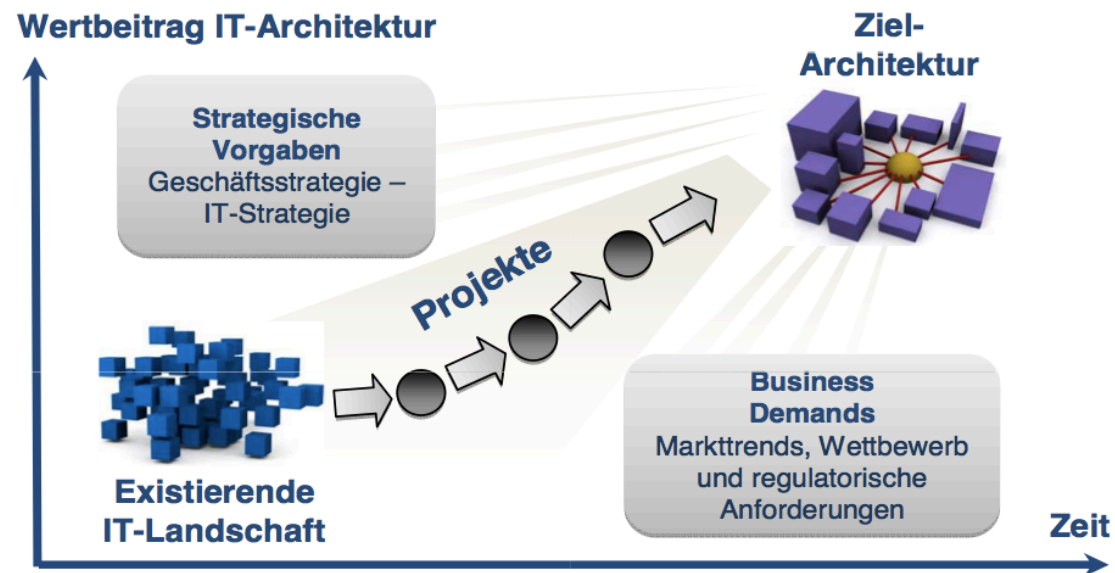 Wertbeitrag IT-Architektur
Ziel-
Architektur
Strategische
Vorgaben
Geschäftsstrategie –
IT-Strategie
Projekte
Existierende
IT-Landschaft
Business
Demands
Markttrends, Wettbewerb
und regulatorische
Anforderungen
Zeit